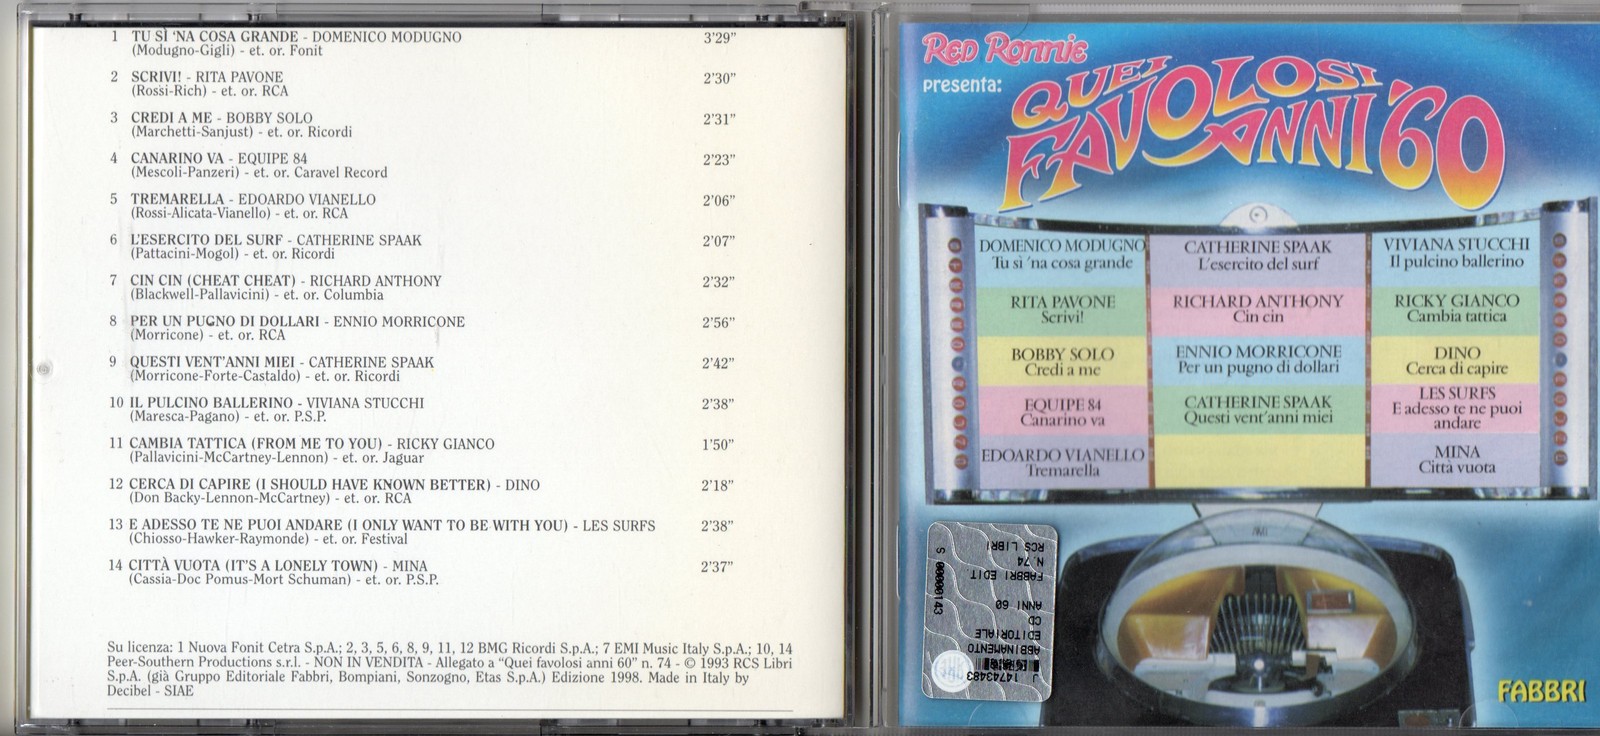 1 TU SÌ 'NA COSA GRANDE - DOMENICO MODUGNO 3'29"
(Modugno-Gigli) - et. or. Fonit
2 SCRIVI! - RITA PAVONE 2'30"
(Rossi-Rich) - et. or. RCA
3 CREDI A ME - BOBBY SOLO 2'31"
(Marchetti-Sanjust) - et. or. Ricordi
4 CANARINO VA - EQUIPE 84 2'23"
(Mescoli-Panzeri) - et. or. Caravel Record
5 TREMARELLA - EDOARDO VIANELLO 2'06"
(Rossi-Alicata-Vianello) - et. or. RCA
6 L'ESERCITO DEL SURF - CATHERINE SPAAK 2'07"
(Pattacini-Mogol) - et. or. Ricordi
7 CIN CIN (CHEAT CHEAT) - RICHARD ANTHONY 2'32"
(Blackwell-Pallavicini) - et. or. Columbia
8 PER UN PUGNO DI DOLLARI - ENNIO MORRICONE 2'56"
(Morricone) - et. or. RCA
9 QUESTI VENT'ANNI MIEI - CATHERINE SPAAK 2'42"
(Morricone-Forte-Castaldo) - et. or. Ricordi
10 IL PULCINO BALLERINO - VIVIANA STUCCHI 2'38"
(Maresca-Pagano) - et. or. P.S.P.
11 CAMBIA TATTICA (FROM ME TO YOU) - RICKY GIANCO 1'50"
(Pallavicini-McCartney-Lennon) - et. or. Jaguar
12 CERCA DI CAPIRE (I SHOULD HAVE KNOWN BETTER) - DINO 2'18"
(Don Backy-Lennon-McCartney) - et. or. RCA
13 E ADESSO TE NE PUOI ANDARE (I ONLY WANT TO BE WITH YOU) - LES SURFS 2'38"
(Chiosso-Hawker-Raymonde) - et. or. Festival
14 CITTÀ VUOTA (IT'S A LONELY TOWN) - MINA 2'37"
(Cassia-Doc Pomus-Mort Schuman) - et. or. P.S.P.
Su licenza: 1 Nuova Fonit Cetra S.p.A.; 2, 3, 5, 6, 8, 9, 11, 12 BMG Ricordi S.p.A.; 7 EMI Music Italy S.p.A.; 10, 14
Peer-Southern Productions s.r.l. - NON IN VENDITA - Allegato a "Quei favolosi anni 60" n. 74 - © 1993 RCS Libri
S.p.A. (già Gruppo Editoriale Fabbri, Bompiani, Sonzogno, Etas S.p.A.) Edizione 1998. Made in Italy by
Decibel - SIAE
Red Ronnie
presenta:
QUEI
FAVOLOSI
ANNI '60
DOMENICO MODUGNO
Tu sì 'na cosa grande
RITA PAVONE
Scrivi!
BOBBY SOLO
Credi a me
EQUIPE 84
Canarino va
EDOARDO VIANELLO
Tremarella
CATHERINE SPAAK
L'esercito del surf
RICHARD ANTHONY
Cin cin
ENNIO MORRICONE
Per un pugno di dollari
CATHERINE SPAAK
Questi vent'anni miei
VIVIANA STUCCHI
Il pulcino ballerino
RICKY GIANCO
Cambia tattica
DINO
Cerca di capire
LES SURFS
E adesso te ne puoi
andare
MINA
Città vuota
J 14743483
ABBINAMENTO
EDITORIALE
CD
ANNI 60
FABBRI EDIT.
N.74
RCS LIBRI
S 00000143
FABBRI